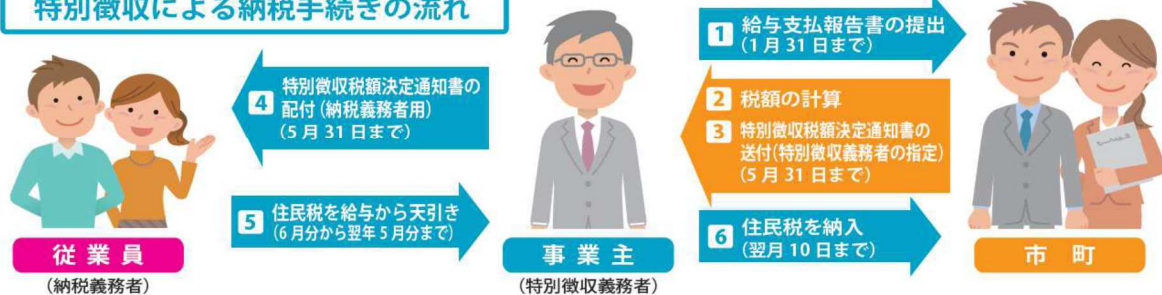 特別徴収による納税手続きの流れ
1 給与支払報告書の提出
(1月31日まで)
2 税額の計算
3 特別徴収税額決定通知書の
送付(特別徴収義務者の指定)
(5月31日まで)
4 特別徴収税額決定通知書の
配付(納税義務者用)
(5月31日まで)
5 住民税を給与から天引き
(6月分から翌年5月分まで)
6 住民税を納入
(翌月10日まで)
従業員
(納税義務者)
事業主
(特別徴収義務者)
市町